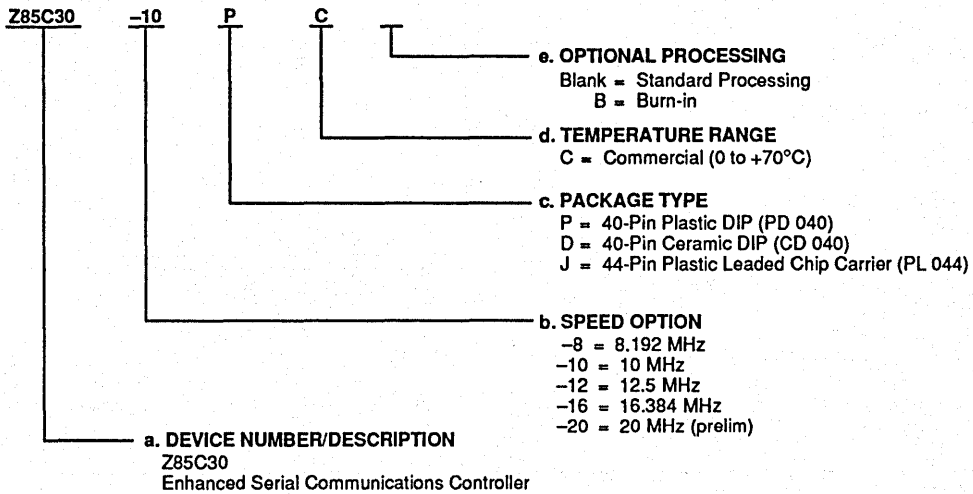 Z85C30 –10 P C
e. OPTIONAL PROCESSING
Blank = Standard Processing
B = Burn-in
d. TEMPERATURE RANGE
C = Commercial (0 to +70°C)
c. PACKAGE TYPE
P = 40-Pin Plastic DIP (PD 040)
D = 40-Pin Ceramic DIP (CD 040)
J = 44-Pin Plastic Leaded Chip Carrier (PL 044)
b. SPEED OPTION
–8 = 8.192 MHz
–10 = 10 MHz
–12 = 12.5 MHz
–16 = 16.384 MHz
–20 = 20 MHz (prelim)
a. DEVICE NUMBER/DESCRIPTION
Z85C30
Enhanced Serial Communications Controller